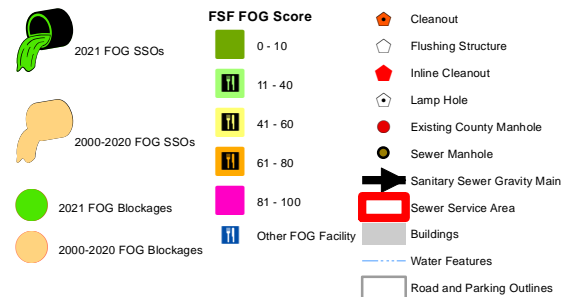 2021 FOG SSOs
2000-2020 FOG SSOs
2021 FOG Blockages
2000-2020 FOG Blockages
FSF FOG Score
0 - 10
11 - 40
41 - 60
61 - 80
81 - 100
Other FOG Facility
Cleanout
Flushing Structure
Inline Cleanout
Lamp Hole
Existing County Manhole
Sewer Manhole
Sanitary Sewer Gravity Main
Sewer Service Area
Buildings
Water Features
Road and Parking Outlines